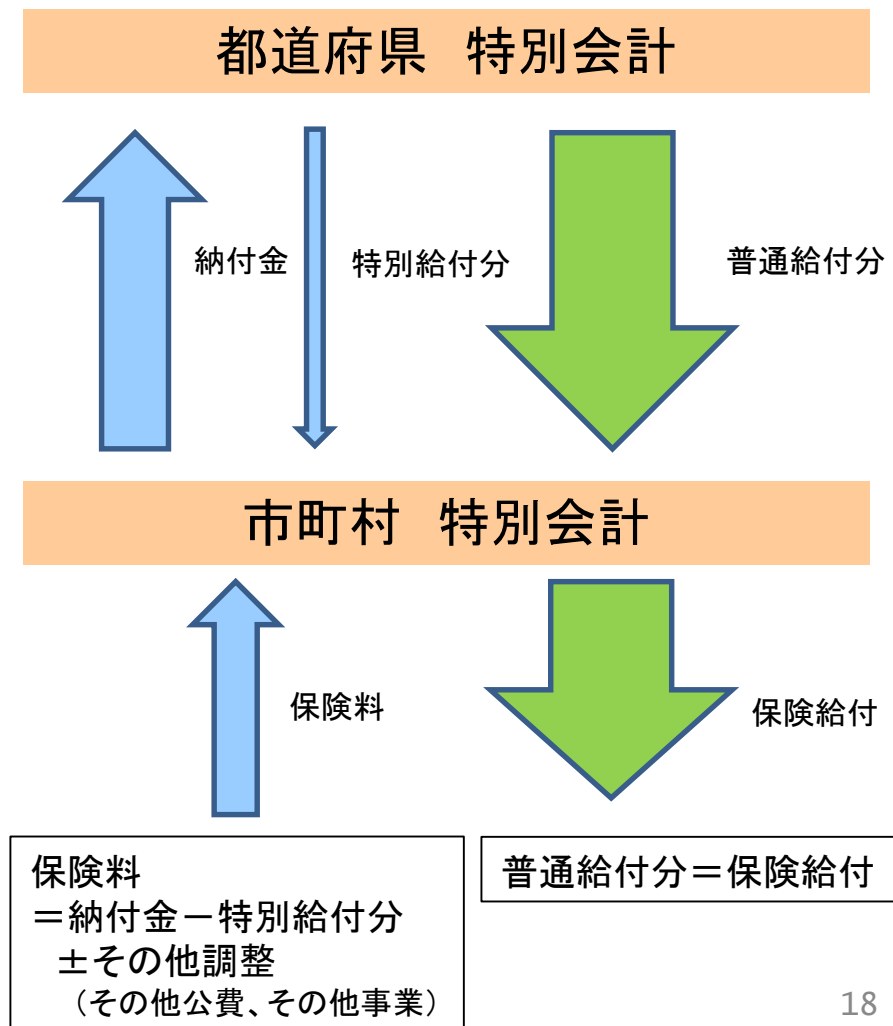 都道府県　特別会計
納付金
特別給付分
普通給付分
市町村　特別会計
保険料
保険給付
保険料
＝納付金－特別給付分
±その他調整
（その他公費、その他事業）
普通給付分＝保険給付
18